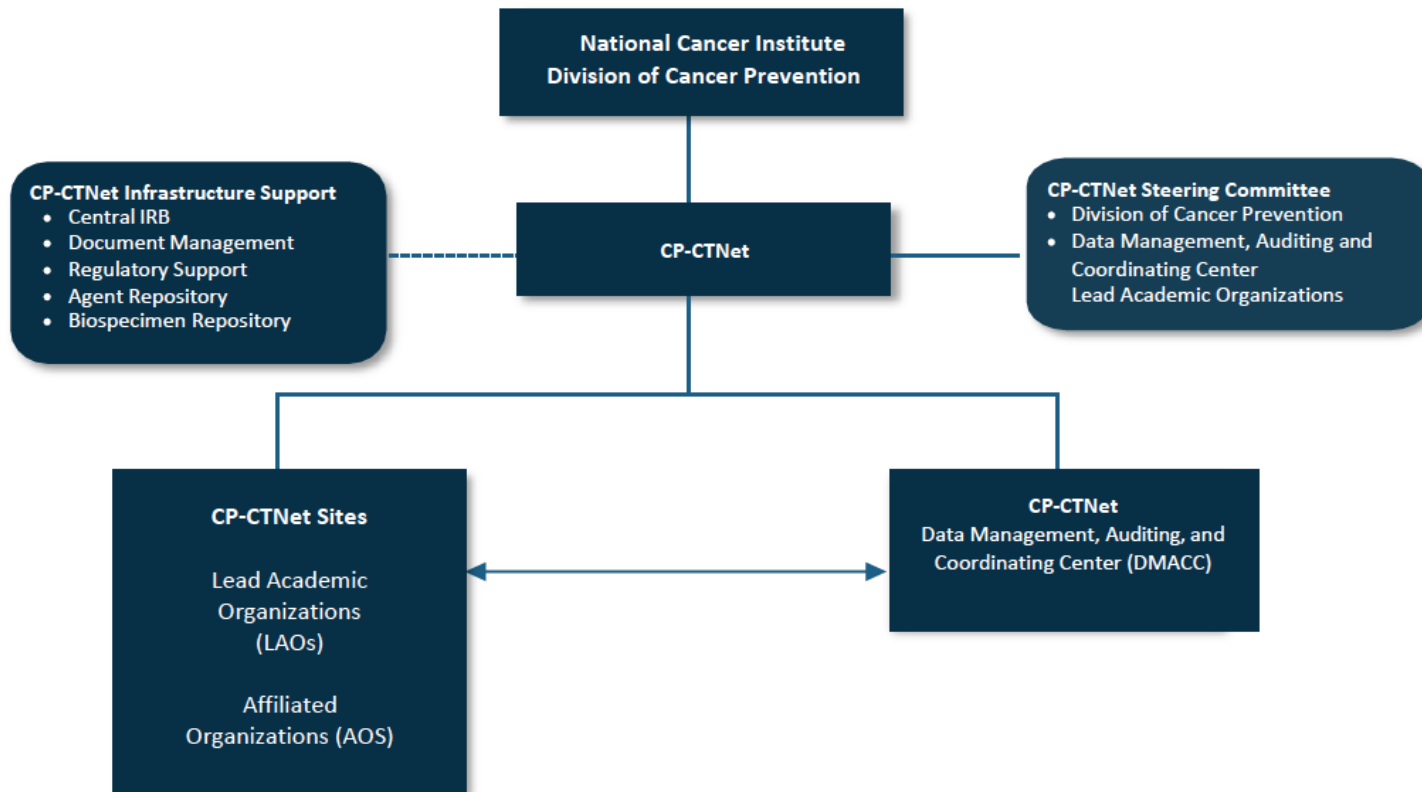 National Cancer Institute
Division of Cancer Prevention
CP-CTNet Infrastructure Support
• Central IRB
• Document Management
• Regulatory Support
• Agent Repository
• Biospecimen Repository
CP-CTNet
CP-CTNet Steering Committee
• Division of Cancer Prevention
• Data Management, Auditing and
Coordinating Center
Lead Academic Organizations
CP-CTNet Sites
Lead Academic
Organizations
(LAOs)
Affiliated
Organizations (AOS)
CP-CTNet
Data Management, Auditing, and
Coordinating Center (DMACC)